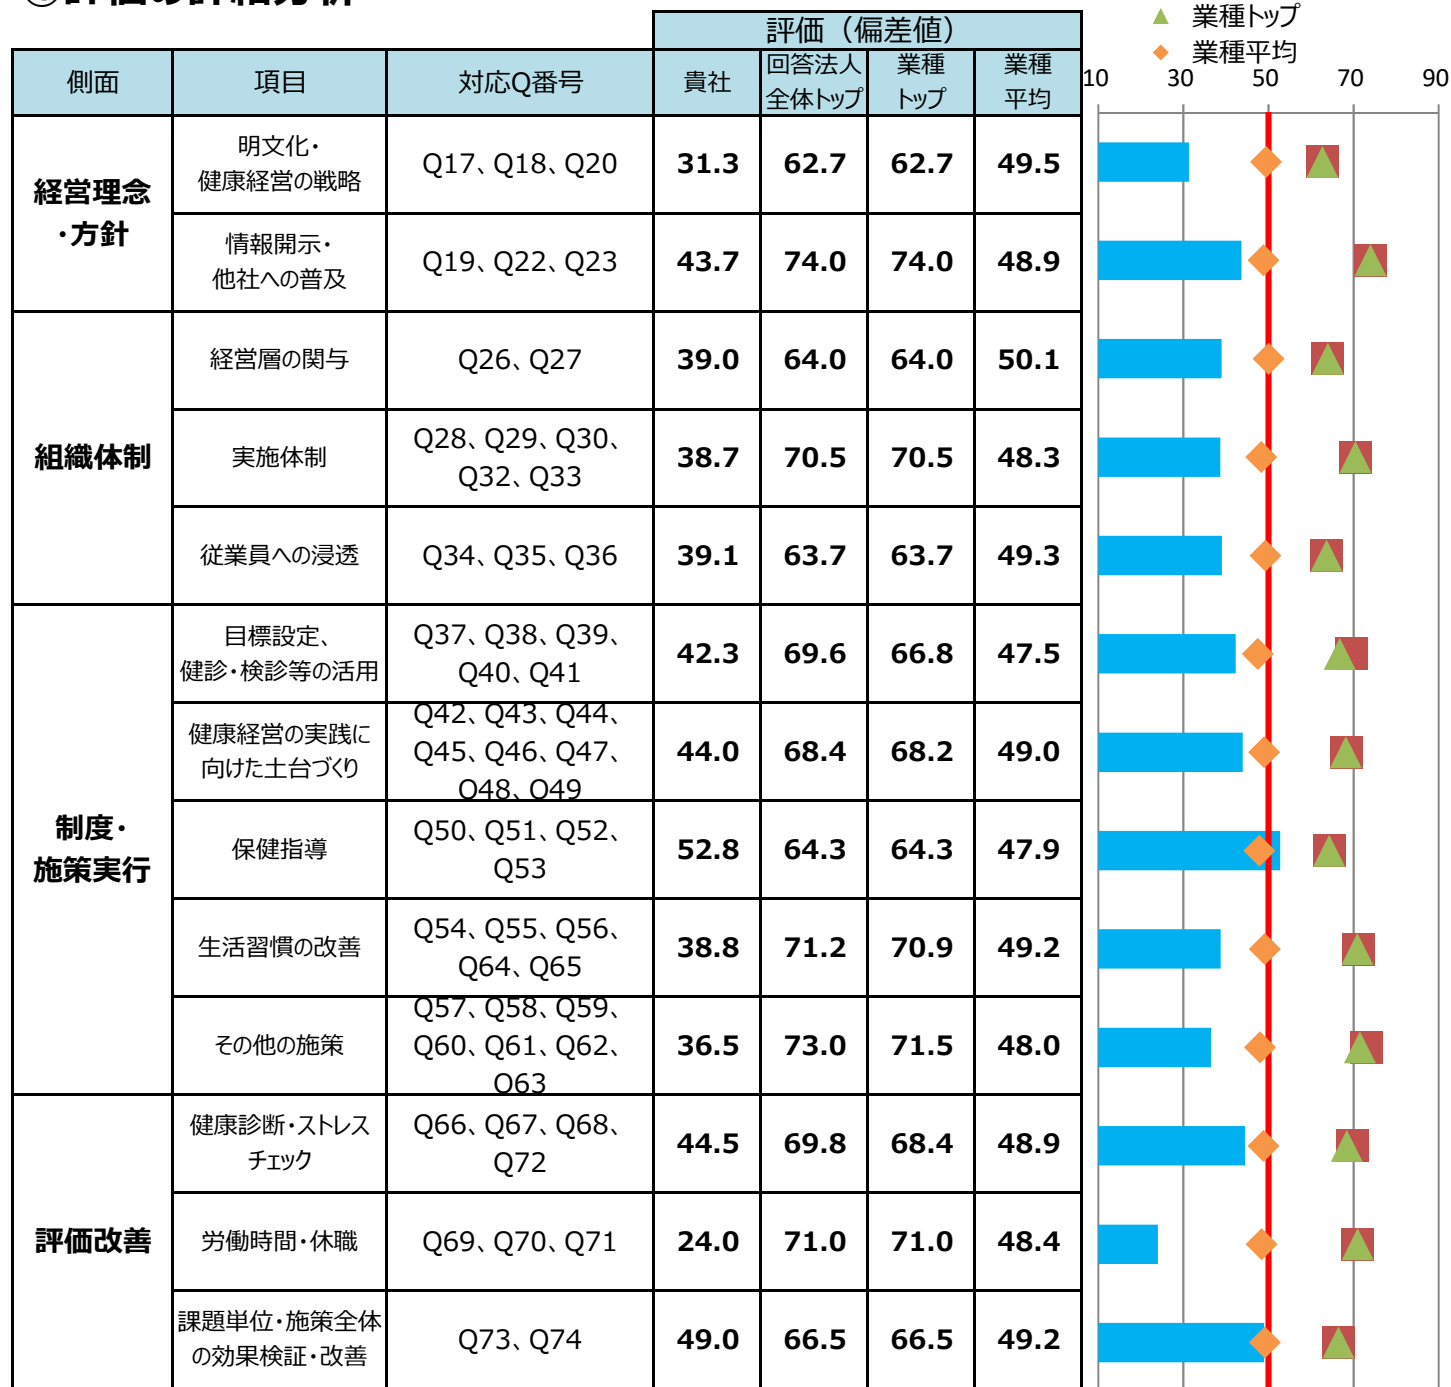 評価（偏差値）
▲ 業種トップ
◆ 業種平均
側面 項目 対応Q番号 貴社 回答法人 業種 業種
全体トップ トップ 平均
10 30 50 70 90
経営理念
・方針
明文化・
健康経営の戦略
Q17、Q18、Q20
31.3 62.7 62.7 49.5
情報開示・
他社への普及
Q19、Q22、Q23
43.7 74.0 74.0 48.9
組織体制
経営層の関与
Q26、Q27
39.0 64.0 64.0 50.1
実施体制
Q28、Q29、Q30、
Q32、Q33
38.7 70.5 70.5 48.3
従業員への浸透
Q34、Q35、Q36
39.1 63.7 63.7 49.3
制度・
施策実行
目標設定、
健診・検診等の活用
Q37、Q38、Q39、
Q40、Q41
42.3 69.6 66.8 47.5
健康経営の実践に
向けた土台づくり
Q42、Q43、Q44、
Q45、Q46、Q47、
Q48、Q49
44.0 68.4 68.2 49.0
保健指導
Q50、Q51、Q52、
Q53
52.8 64.3 64.3 47.9
生活習慣の改善
Q54、Q55、Q56、
Q64、Q65
38.8 71.2 70.9 49.2
その他の施策
Q57、Q58、Q59、
Q60、Q61、Q62、
Q63
36.5 73.0 71.5 48.0
評価改善
健康診断・ストレス
チェック
Q66、Q67、Q68、
Q72
44.5 69.8 68.4 48.9
労働時間・休職
Q69、Q70、Q71
24.0 71.0 71.0 48.4
課題単位・施策全体
の効果検証・改善
Q73、Q74
49.0 66.5 66.5 49.2